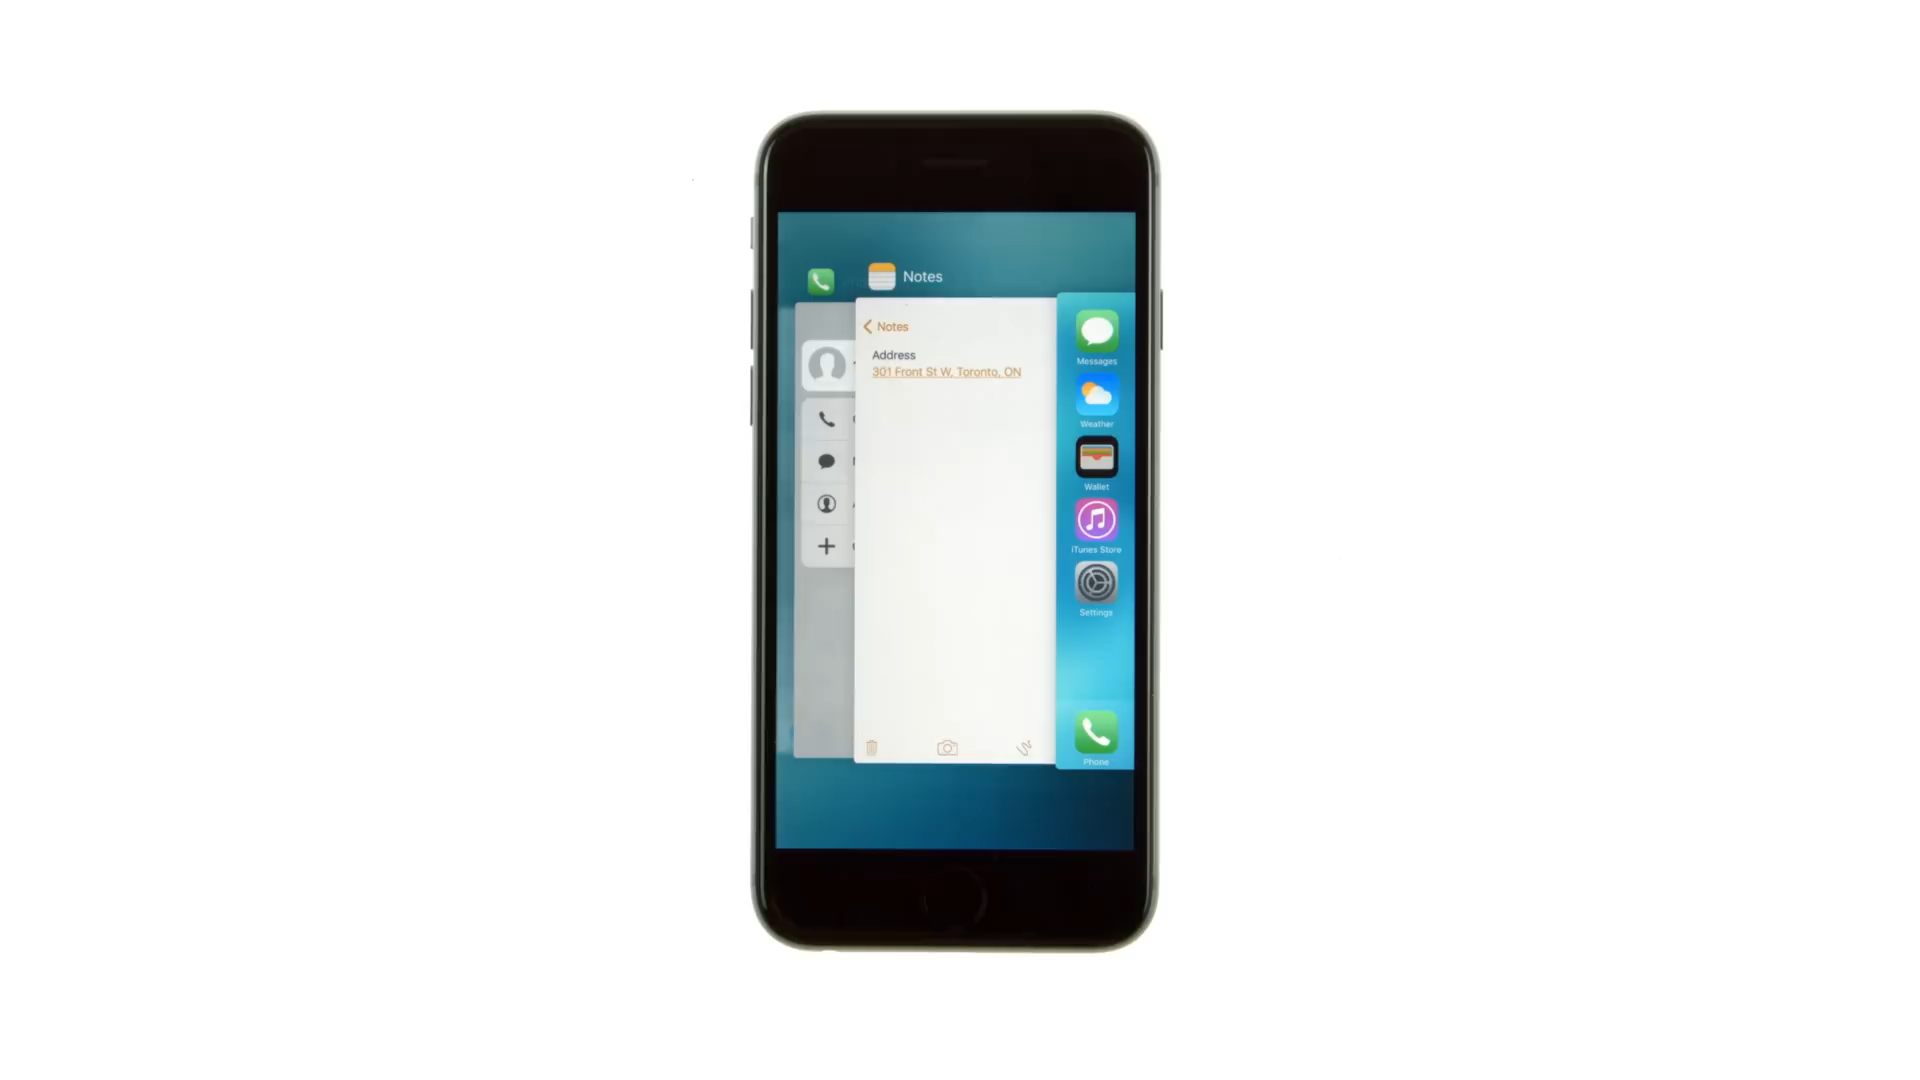 Notes
Notes
Address
301 Front St W, Toronto, ON
Messages
Weather
Wallet
iTunes Store
Settings
Phone